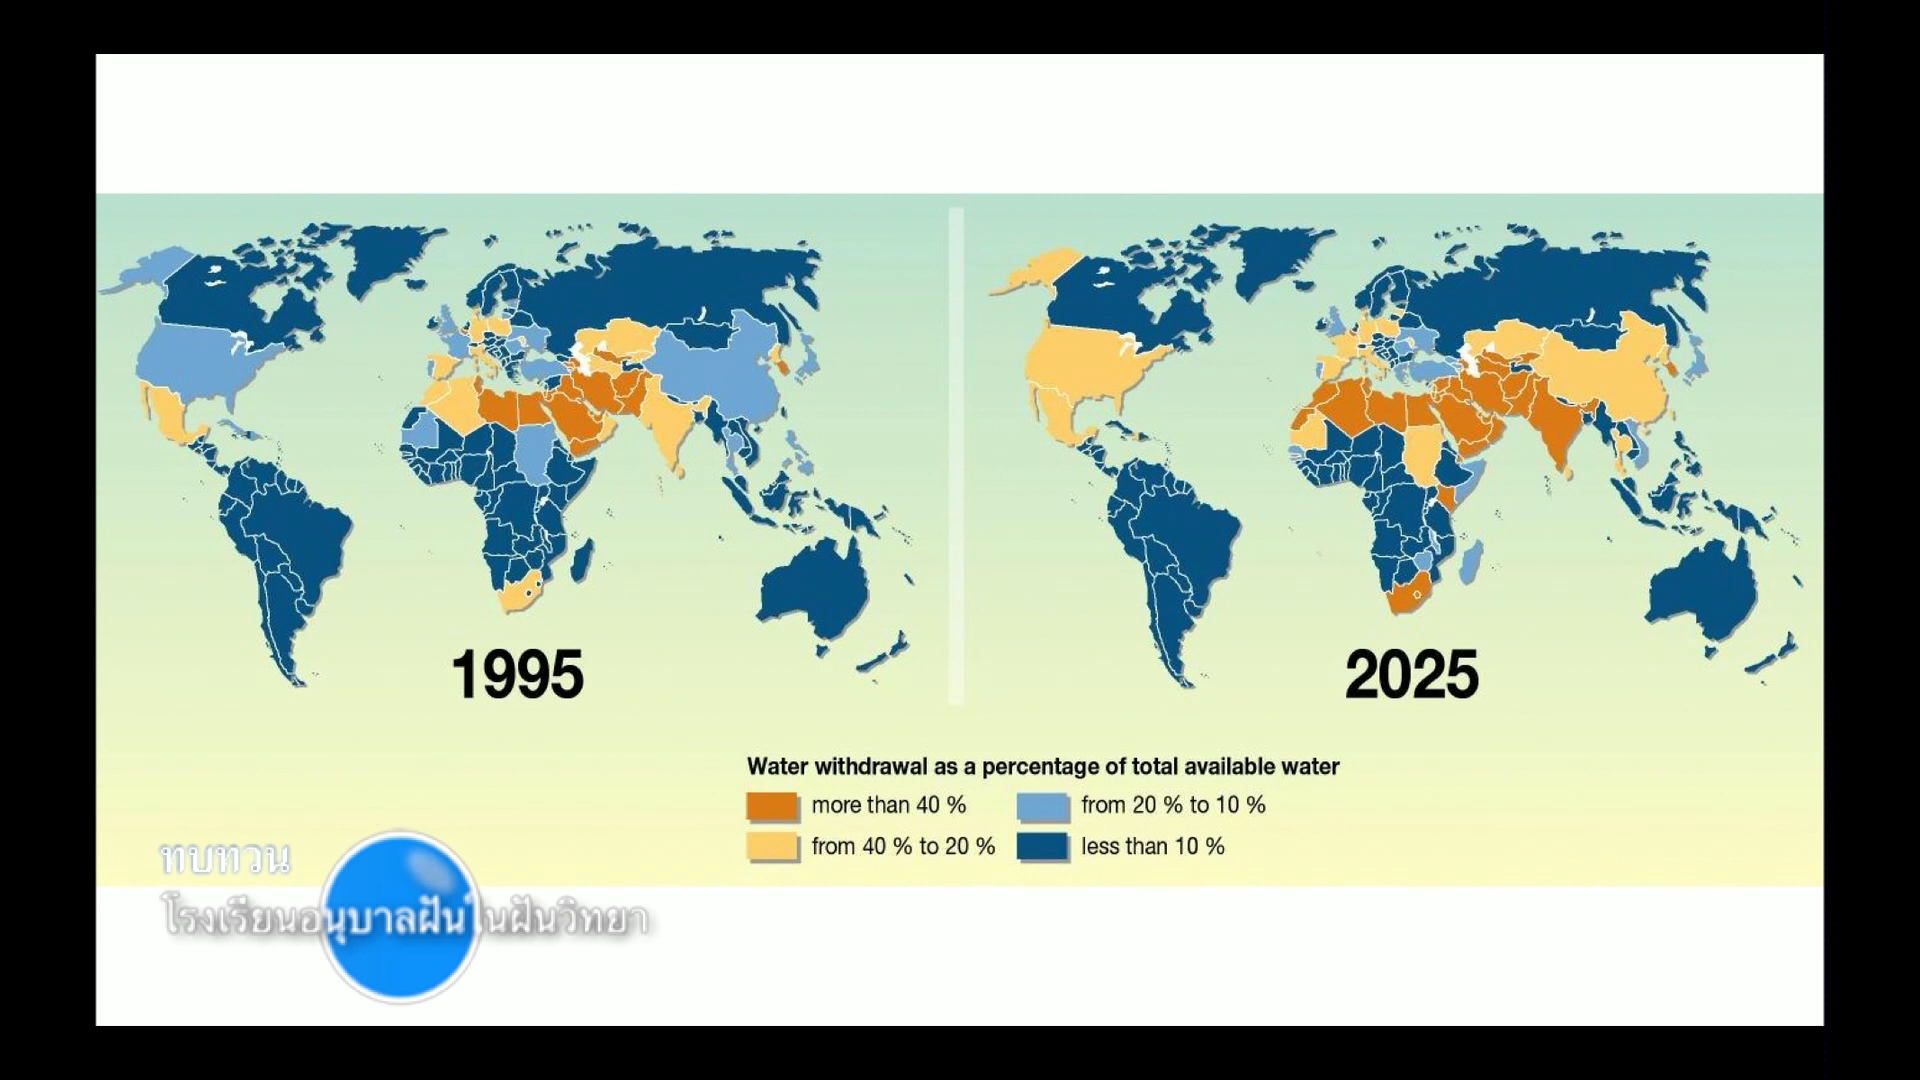 1995
2025
Water withdrawal as a percentage of total available water
more than 40 %
from 20 % to 10 %
from 40 % to 20 %
less than 10 %
ทบทวน
โรงเรียนอนุบาลฝันในฝันวิทยา